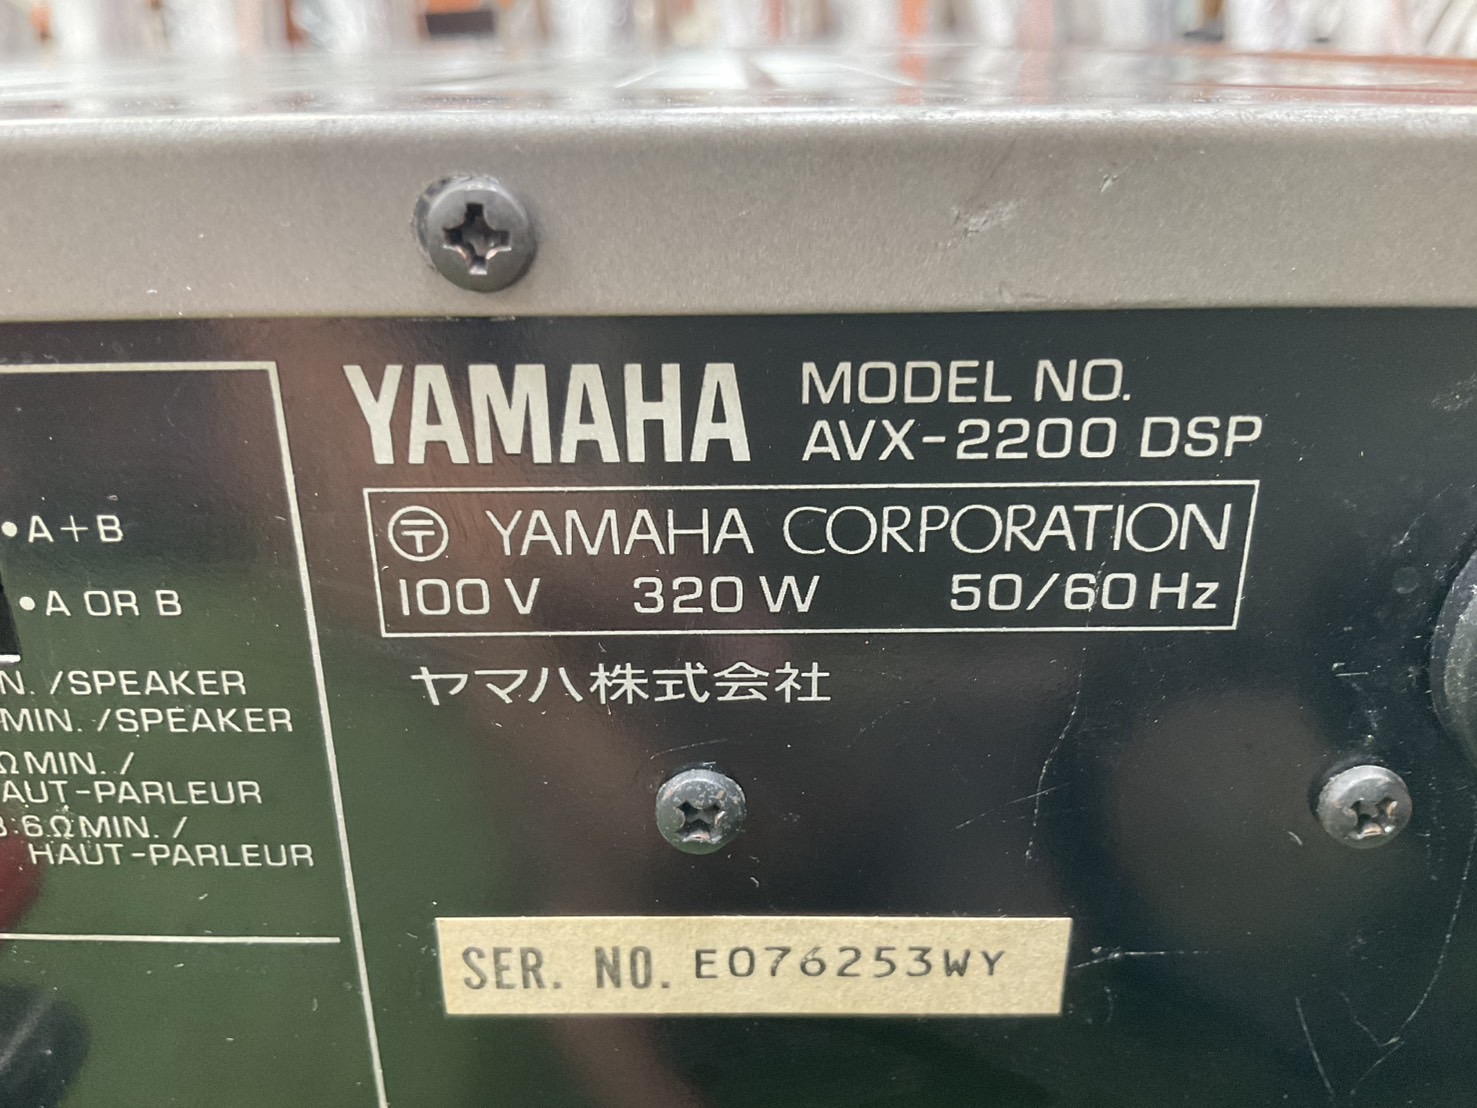 YAMAHA
MODEL NO.
AVX-2200 DSP
〒 YAMAHA CORPORATION
100 V 320 W 50/60 Hz
ヤマハ株式会社
SER. NO. E076253WY
•A+B
•A OR B
N. /SPEAKER
MIN. /SPEAKER
ΩMIN. /
AUT-PARLEUR
:6ΩMIN. /
HAUT-PARLEUR